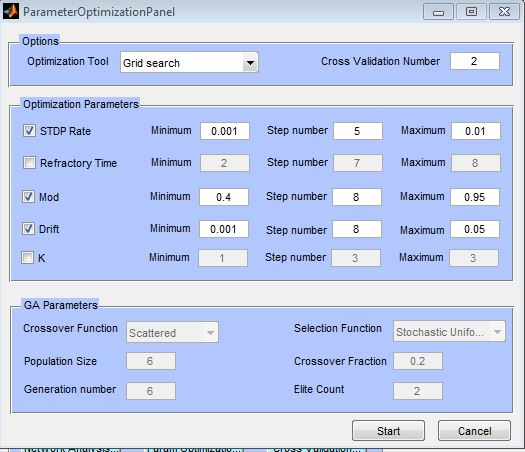 ParameterOptimizationPanel
Options
Optimization Tool Grid search Cross Validation Number 2
Optimization Parameters
STDP Rate Minimum 0.001 Step number 5 Maximum 0.01
Refractory Time Minimum 2 Step number 7 Maximum 8
Mod Minimum 0.4 Step number 8 Maximum 0.95
Drift Minimum 0.001 Step number 8 Maximum 0.05
K Minimum 1 Step number 3 Maximum 3
GA Parameters
Crossover Function Scattered Selection Function Stochastic Unifo...
Population Size 6 Crossover Fraction 0.2
Generation number 6 Elite Count 2
Start Cancel
Network Analysis... Param Optimizatio... Cross Validation...